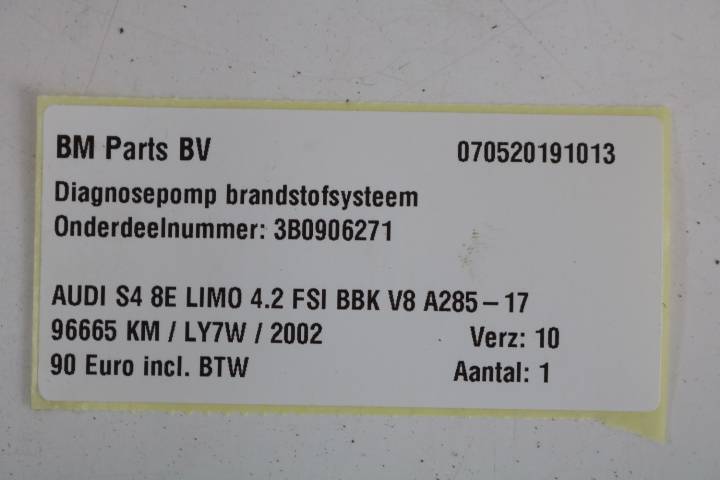 BM Parts BV 070520191013
Diagnosepomp brandstofsysteem
Onderdeelnummer: 3B0906271
AUDI S4 8E LIMO 4.2 FSI BBK V8 A285-17
96665 KM / LY7W / 2002 Verz: 10
90 Euro incl. BTW Aantal: 1